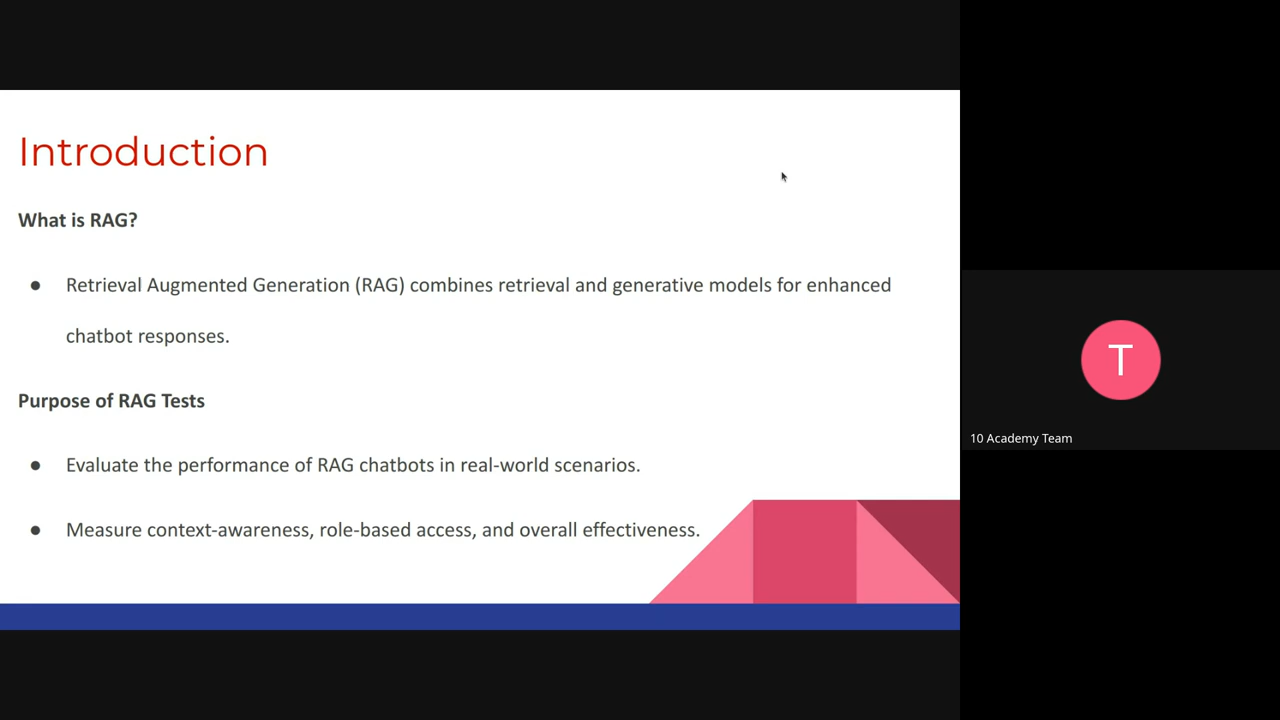 Introduction
What is RAG?
● Retrieval Augmented Generation (RAG) combines retrieval and generative models for enhanced
chatbot responses.
Purpose of RAG Tests
● Evaluate the performance of RAG chatbots in real-world scenarios.
● Measure context-awareness, role-based access, and overall effectiveness.
T
10 Academy Team